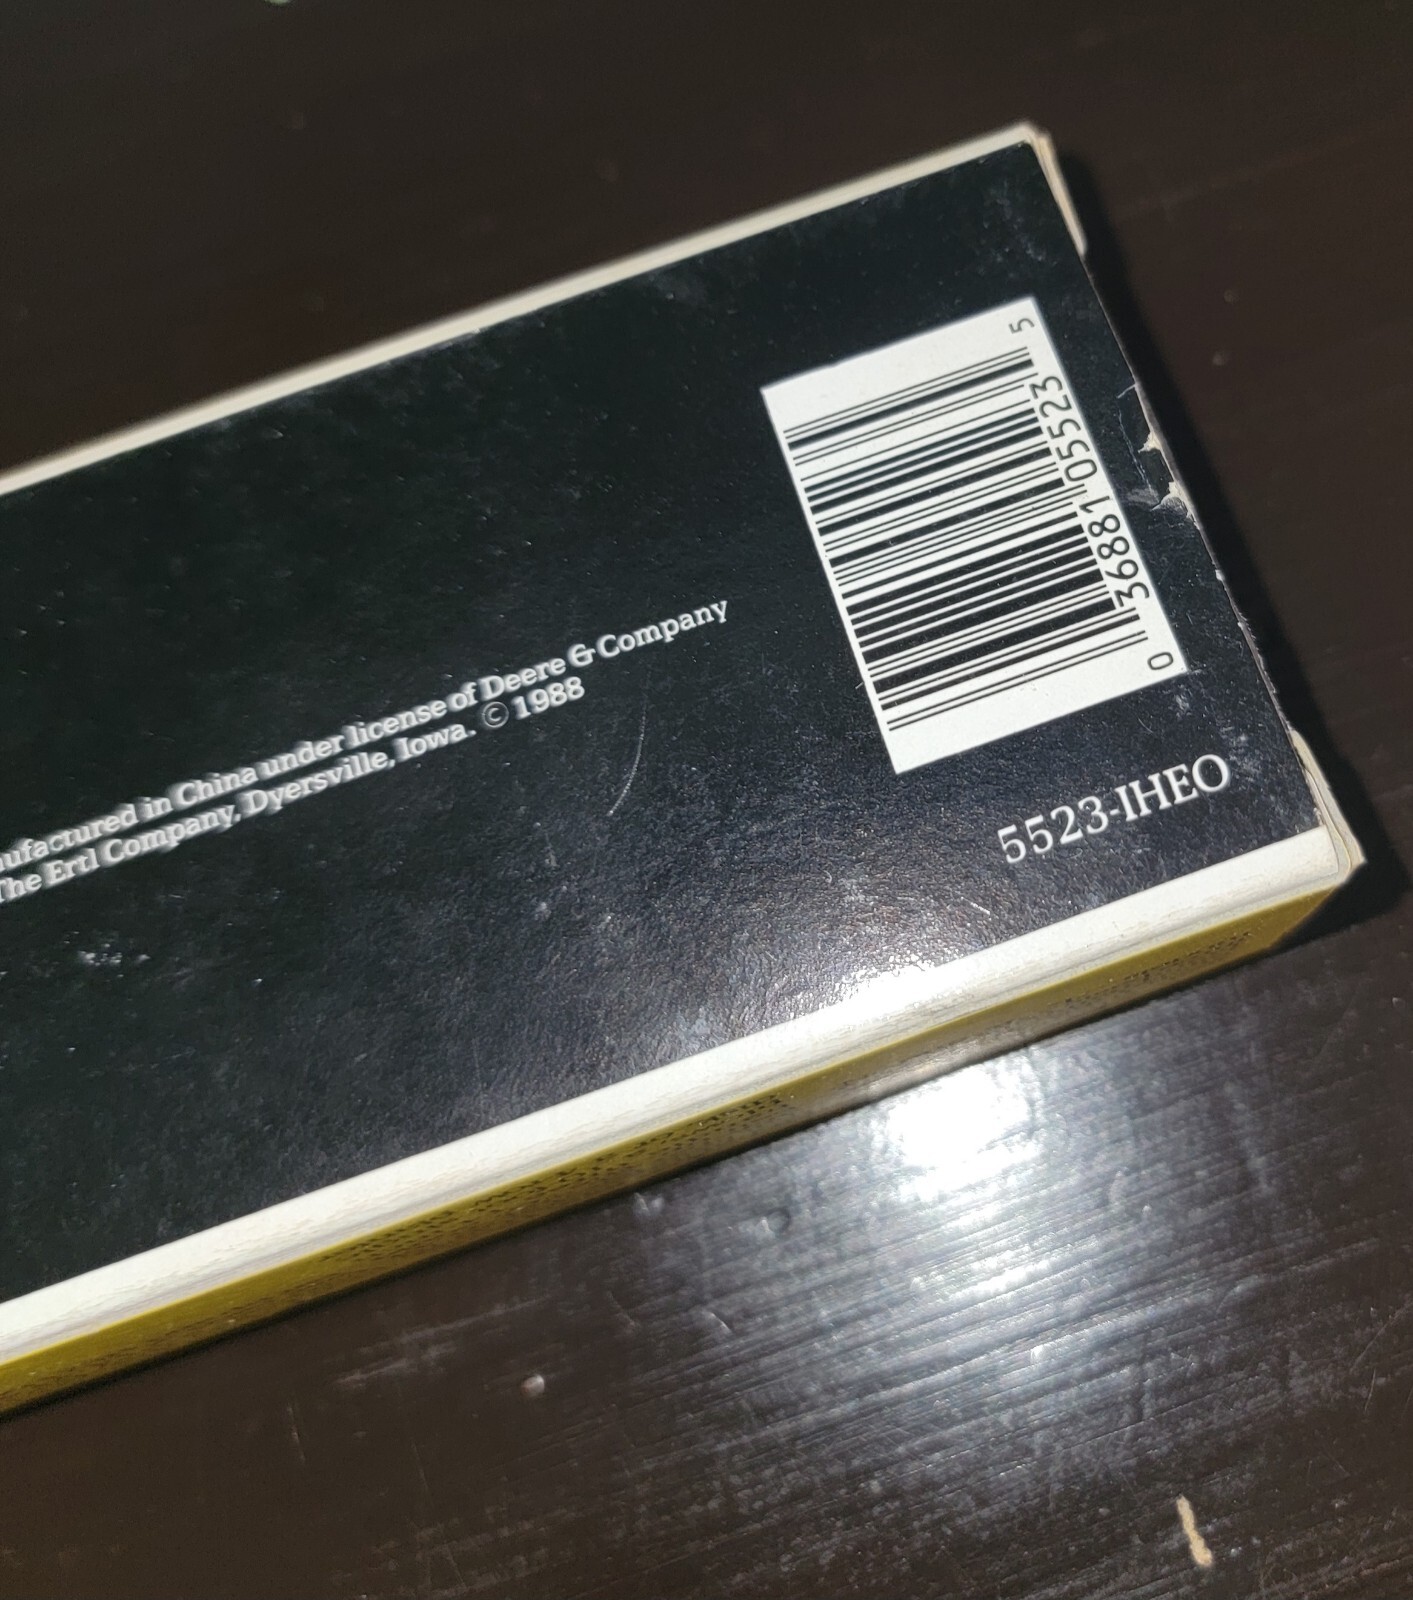 ufactured in China under license of Deere & Company
The Ertl Company, Dyersville, Iowa. © 1988
0 36881 05523 5
5523-IHEO